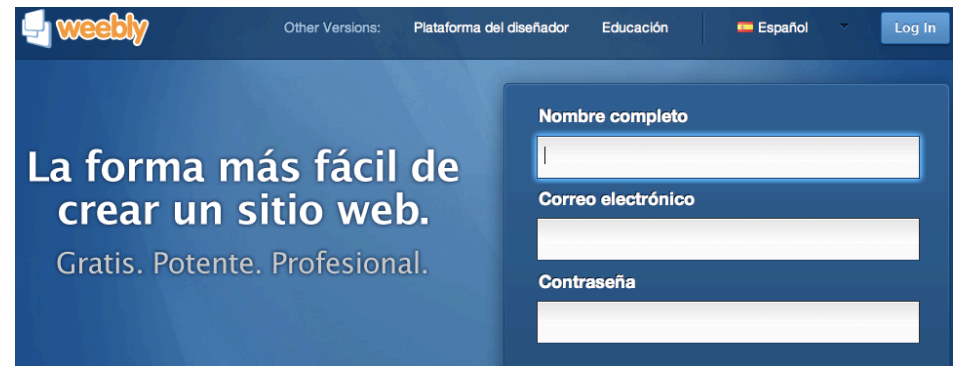 weebly
Other Versions: Plataforma del diseñador Educación Español Log In
La forma más fácil de
crear un sitio web.
Gratis. Potente. Profesional.
Nombre completo
Correo electrónico
Contraseña